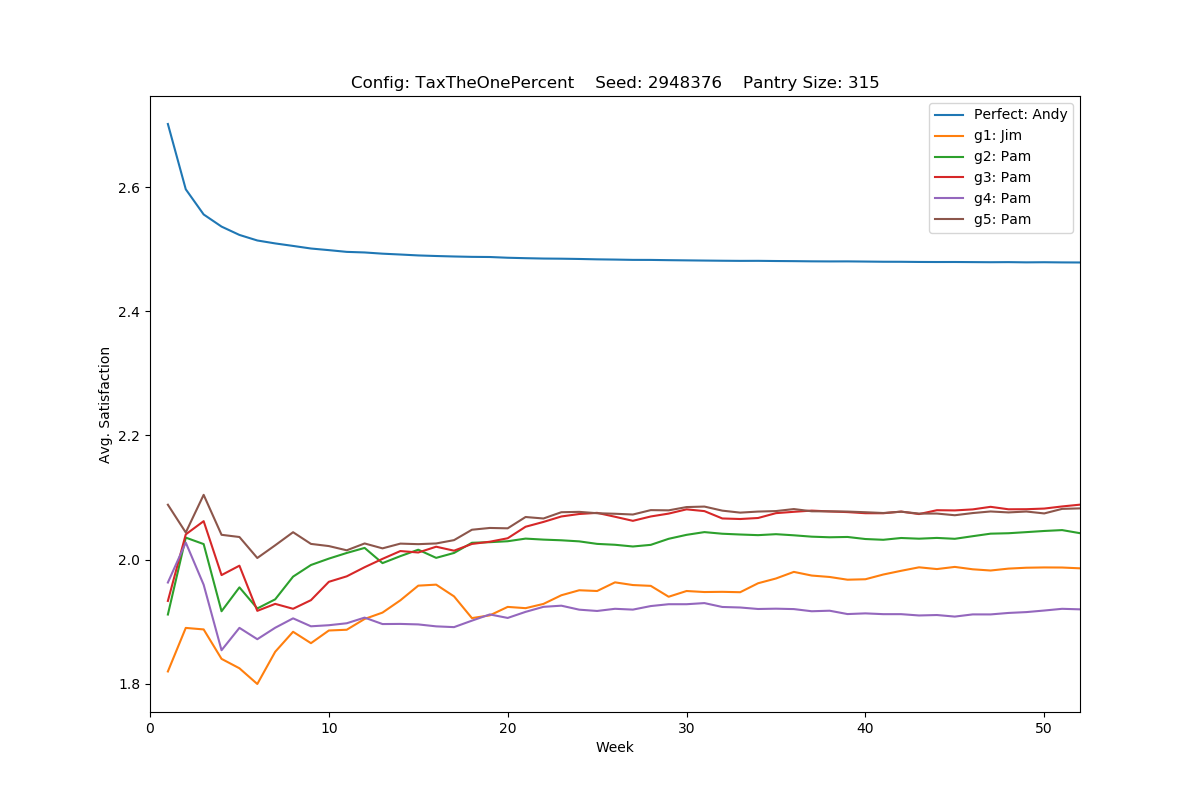 Config: TaxTheOnePercent    Seed: 2948376    Pantry Size: 315
Perfect: Andy
g1: Jim
g2: Pam
g3: Pam
g4: Pam
g5: Pam
Avg. Satisfaction
2.6
2.4
2.2
2.0
1.8
0 10 20 30 40 50
Week